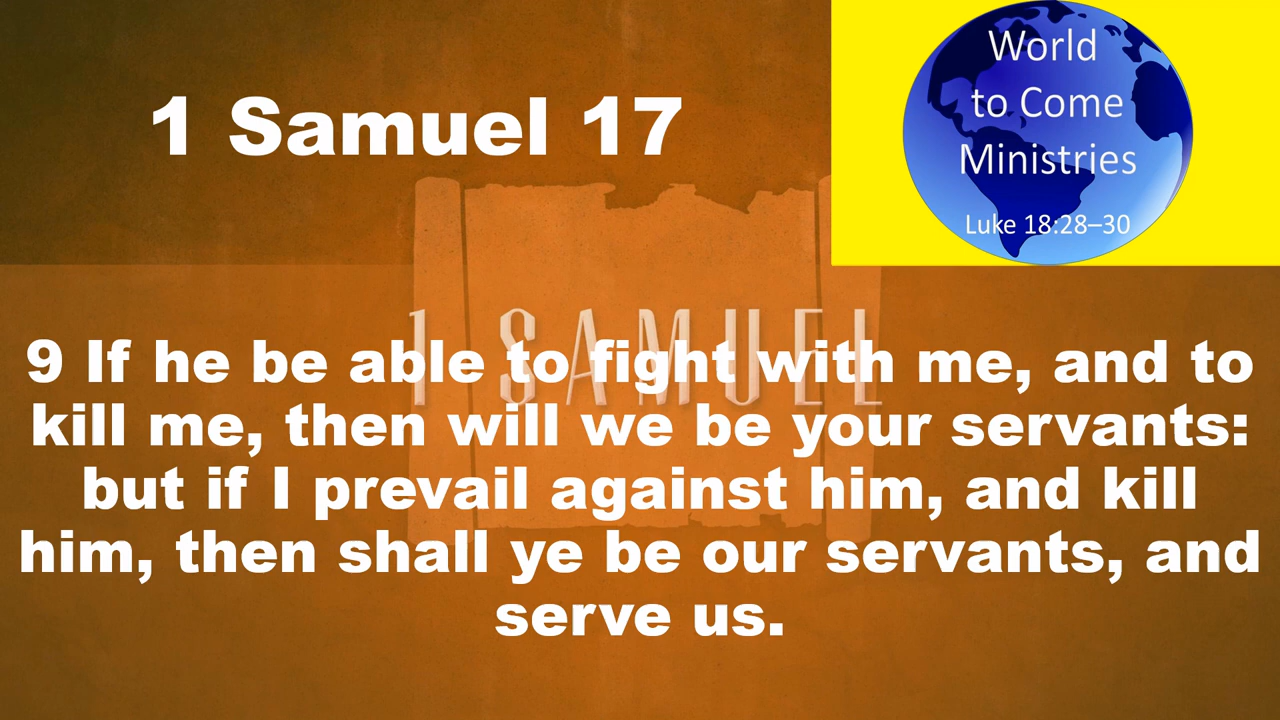 World
to Come
Ministries
Luke 18:28–30
1 Samuel 17
1 SAMUEL
9 If he be able to fight with me, and to
kill me, then will we be your servants:
but if I prevail against him, and kill
him, then shall ye be our servants, and
serve us.